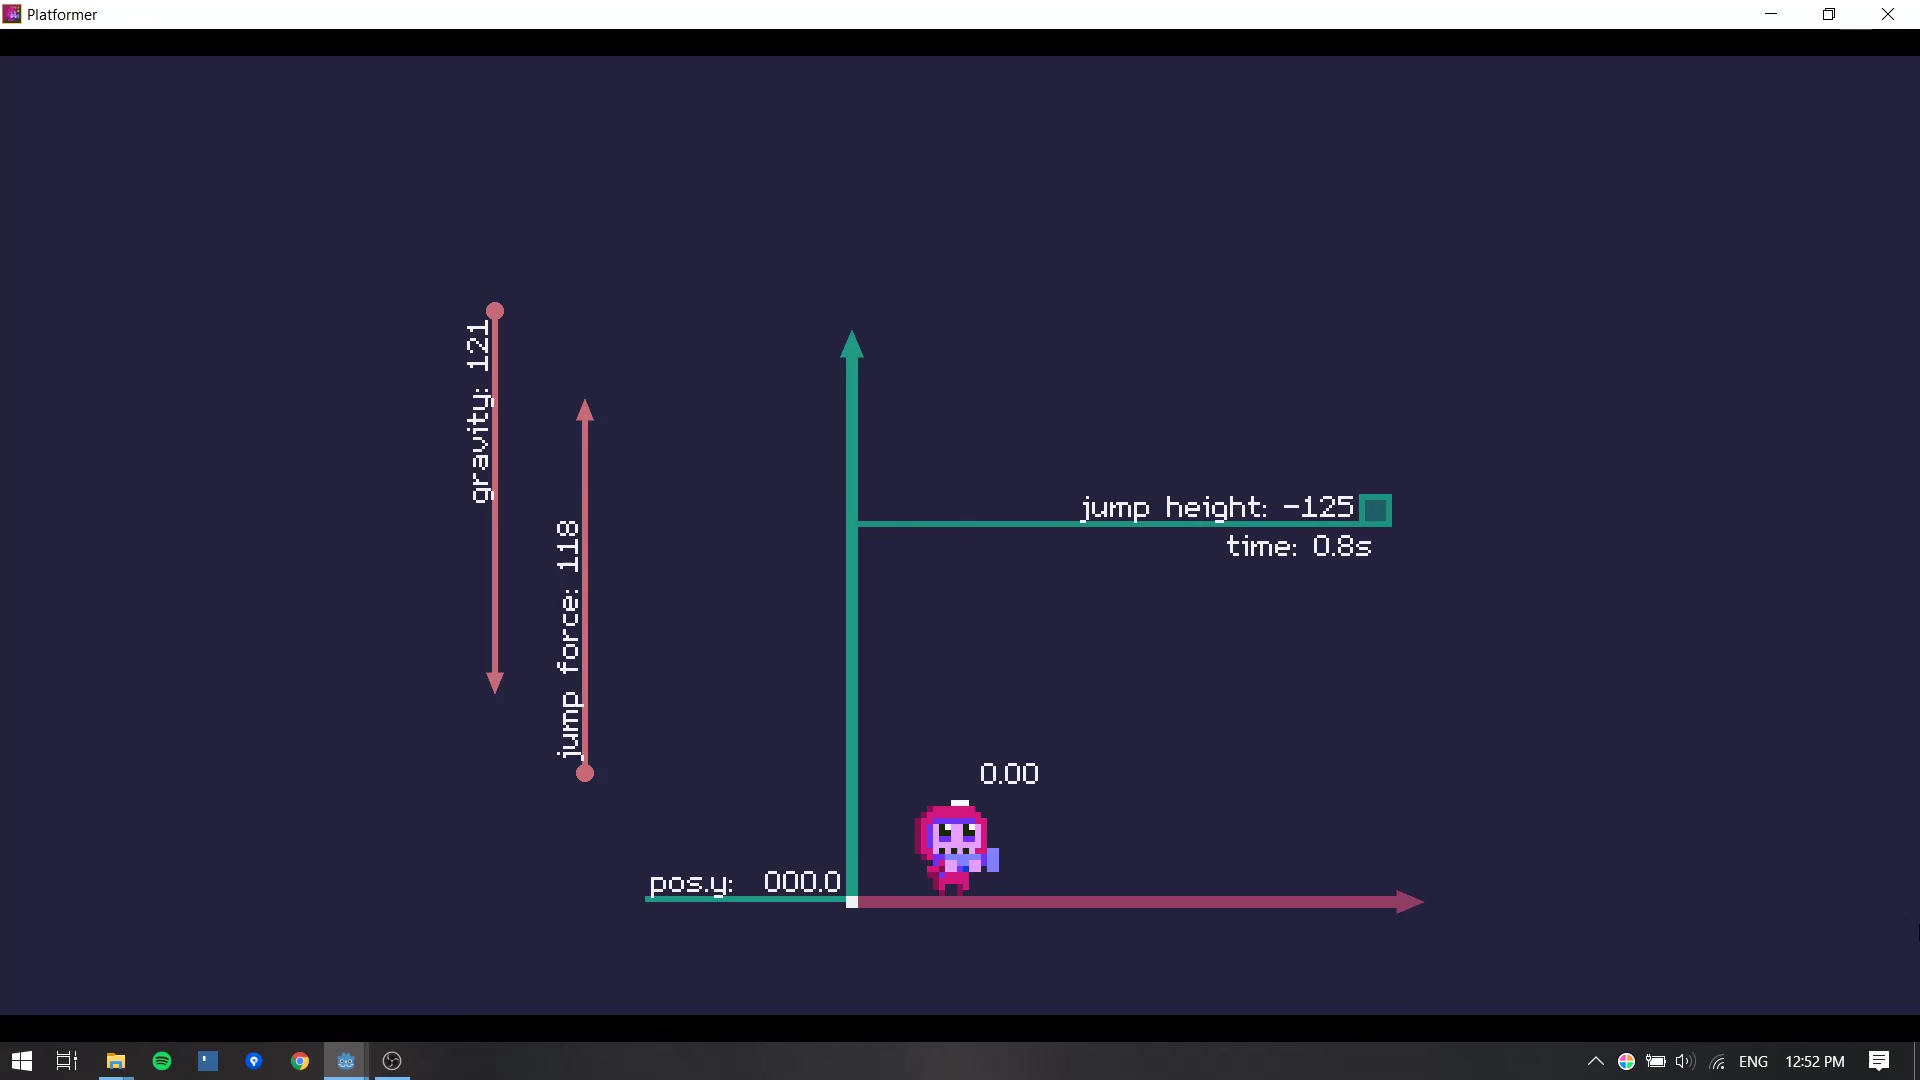 Platformer
gravity: 121
jump force: 118
jump height: -125
time: 0.8s
0.00
pos.y: 000.0
ENG
12:52 PM